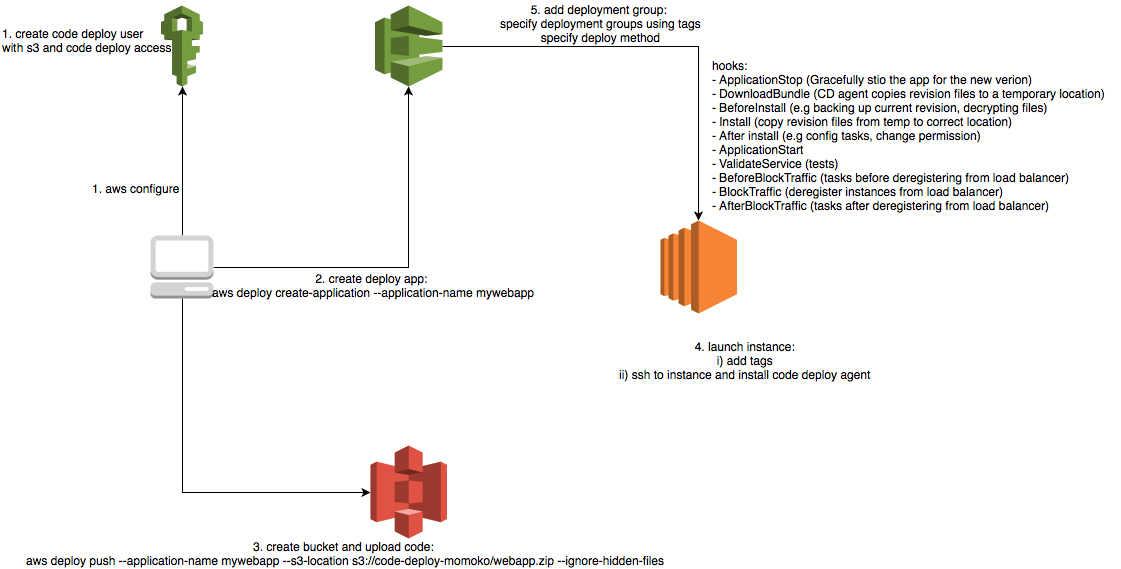 1. create code deploy user
with s3 and code deploy access
5. add deployment group:
specify deployment groups using tags
specify deploy method
hooks:
- ApplicationStop (Gracefully stio the app for the new verion)
- DownloadBundle (CD agent copies revision files to a temporary location)
- BeforeInstall (e.g backing up current revision, decrypting files)
- Install (copy revision files from temp to correct location)
- After install (e.g config tasks, change permission)
- ApplicationStart
- ValidateService (tests)
- BeforeBlockTraffic (tasks before deregistering from load balancer)
- BlockTraffic (deregister instances from load balancer)
- AfterBlockTraffic (tasks after deregistering from load balancer)
1. aws configure
2. create deploy app:
aws deploy create-application --application-name mywebapp
4. launch instance:
i) add tags
ii) ssh to instance and install code deploy agent
3. create bucket and upload code:
aws deploy push --application-name mywebapp --s3-location s3://code-deploy-momoko/webapp.zip --ignore-hidden-files